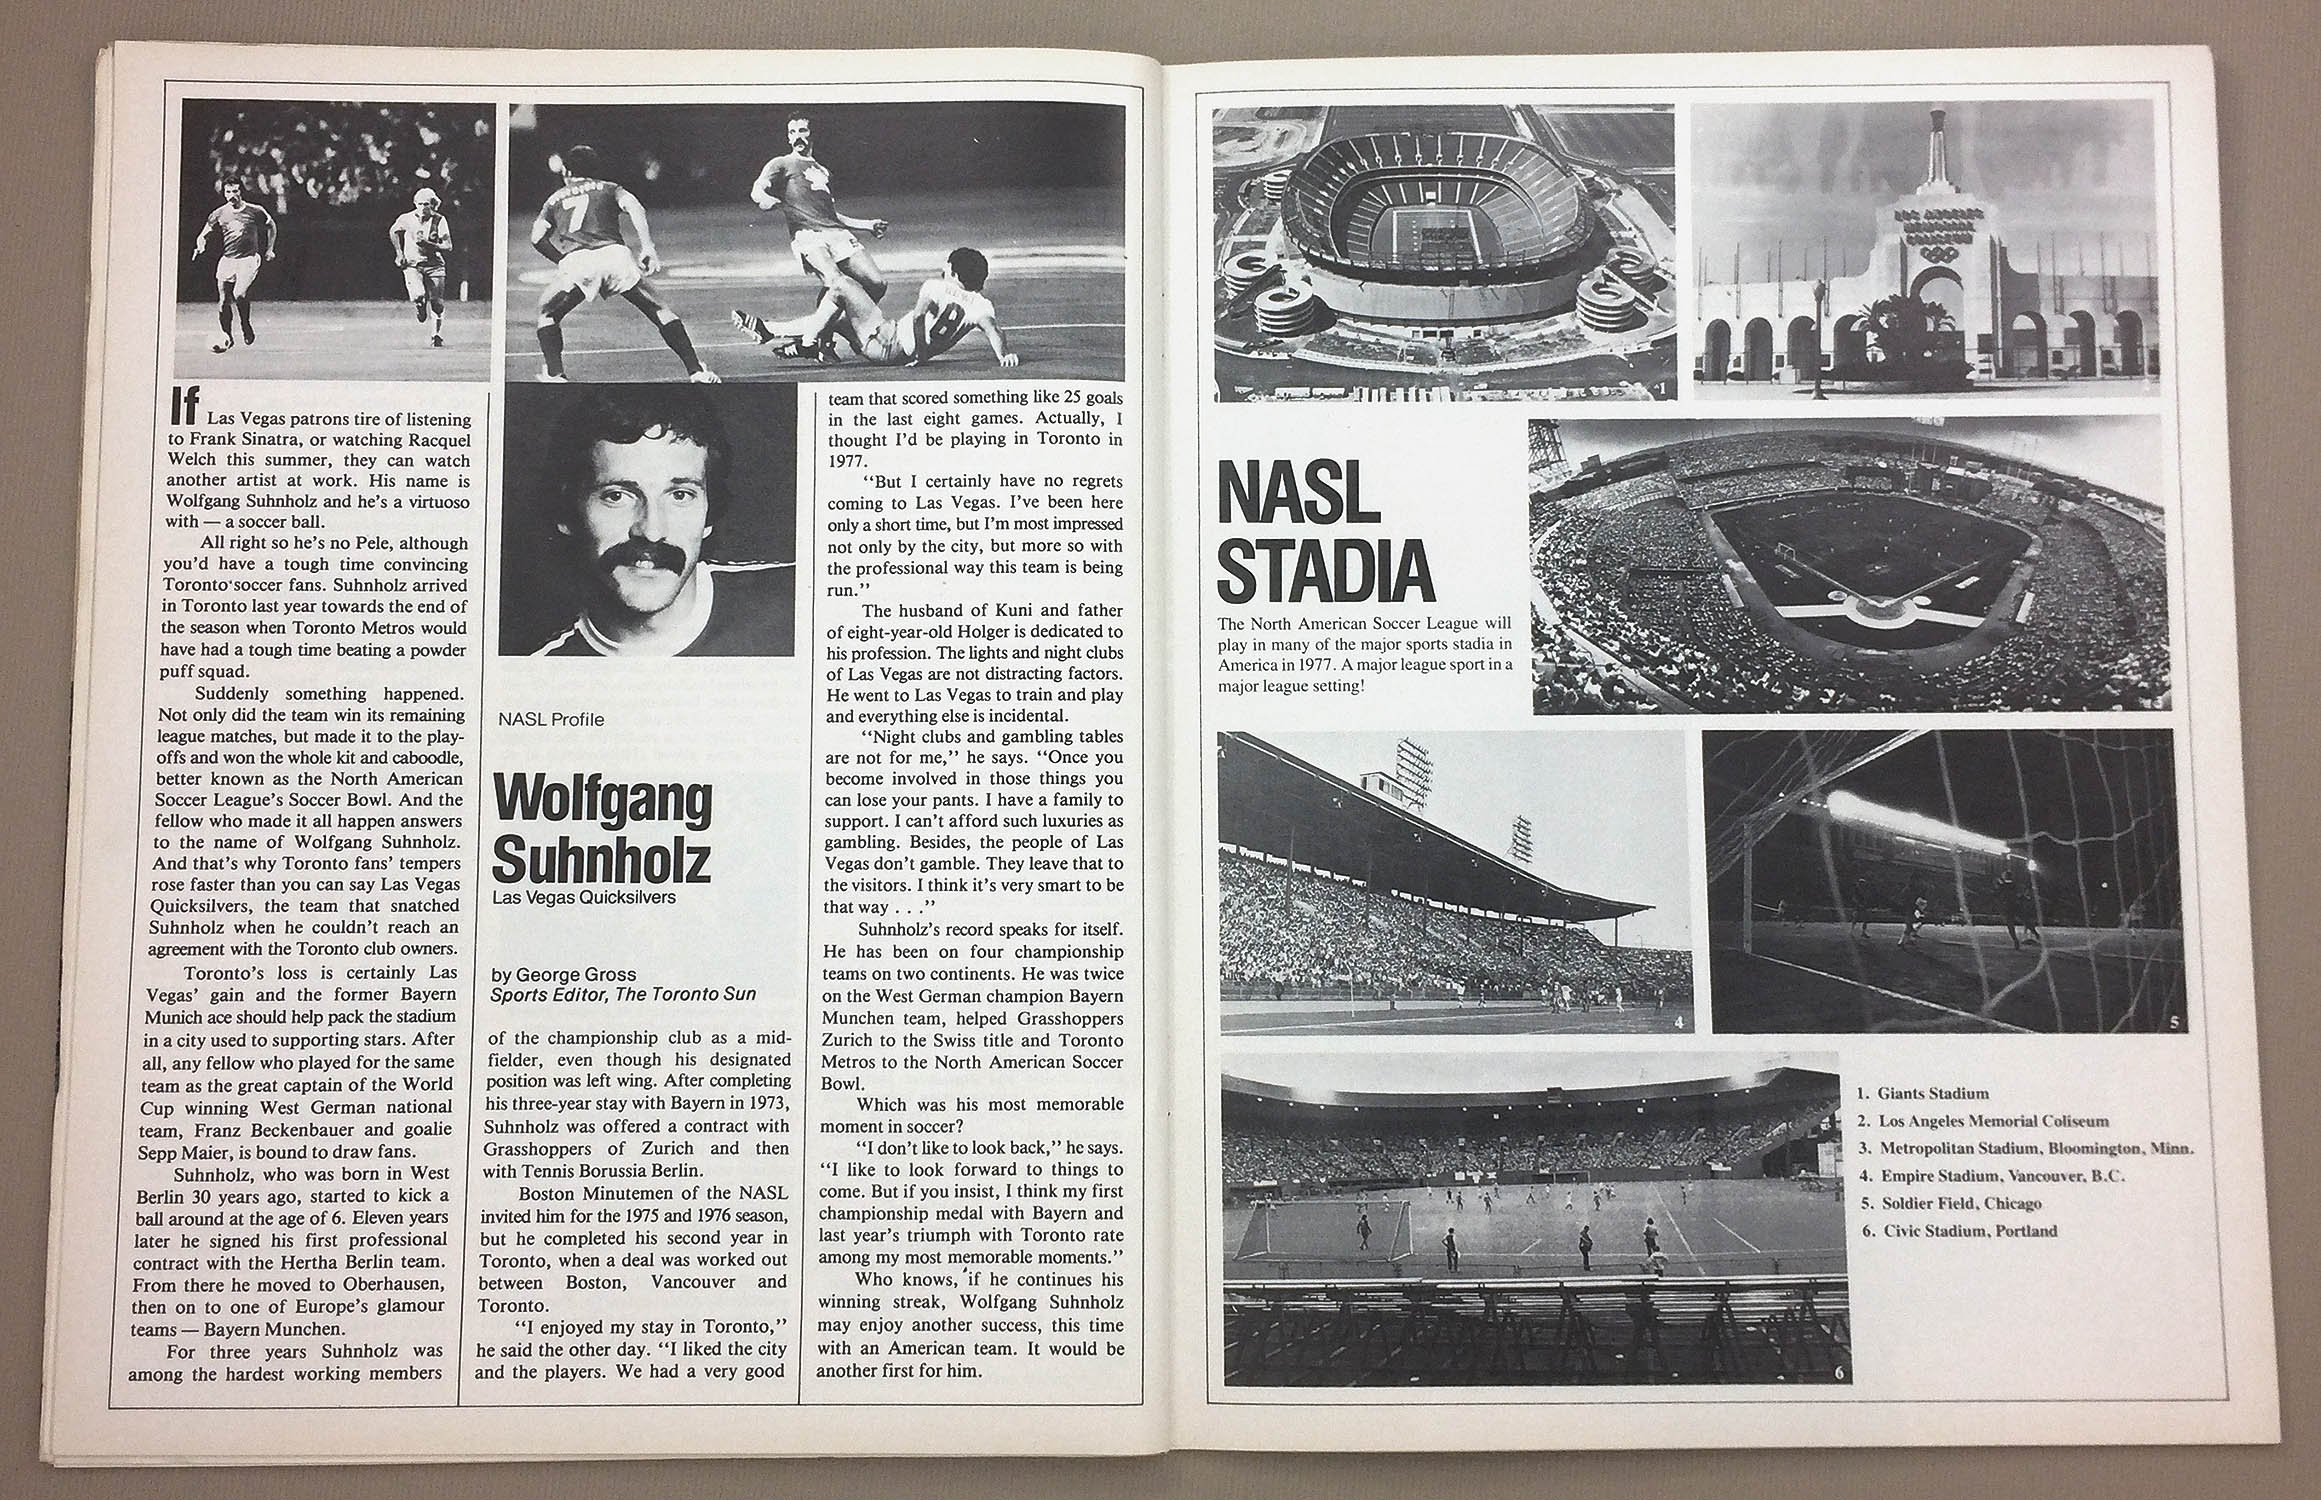 If Las Vegas patrons tire of listening
to Frank Sinatra, or watching Racquel
Welch this summer, they can watch
another artist at work. His name is
Wolfgang Suhnholz and he's a virtuoso
with — a soccer ball.
All right so he's no Pele, although
you'd have a tough time convincing
Toronto soccer fans. Suhnholz arrived
in Toronto last year towards the end of
the season when Toronto Metros would
have had a tough time beating a powder
puff squad.
Suddenly something happened.
Not only did the team win its remaining
league matches, but made it to the play-
offs and won the whole kit and caboodle,
better known as the North American
Soccer League's Soccer Bowl. And the
fellow who made it all happen answers
to the name of Wolfgang Suhnholz.
And that's why Toronto fans' tempers
rose faster than you can say Las Vegas
Quicksilvers, the team that snatched
Suhnholz when he couldn't reach an
agreement with the Toronto club owners.
Toronto's loss is certainly Las
Vegas' gain and the former Bayern
Munich ace should help pack the stadium
in a city used to supporting stars. After
all, any fellow who played for the same
team as the great captain of the World
Cup winning West German national
team, Franz Beckenbauer and goalie
Sepp Maier, is bound to draw fans.
Suhnholz, who was born in West
Berlin 30 years ago, started to kick a
ball around at the age of 6. Eleven years
later he signed his first professional
contract with the Hertha Berlin team.
From there he moved to Oberhausen,
then on to one of Europe's glamour
teams — Bayern Munchen.
For three years Suhnholz was
among the hardest working members
7
8
NASL Profile
Wolfgang
Suhnholz
Las Vegas Quicksilvers
by George Gross
Sports Editor, The Toronto Sun
of the championship club as a mid-
fielder, even though his designated
position was left wing. After completing
his three-year stay with Bayern in 1973,
Suhnholz was offered a contract with
Grasshoppers of Zurich and then
with Tennis Borussia Berlin.
Boston Minutemen of the NASL
invited him for the 1975 and 1976 season,
but he completed his second year in
Toronto, when a deal was worked out
between Boston, Vancouver and
Toronto.
"I enjoyed my stay in Toronto,"
he said the other day. "I liked the city
and the players. We had a very good
team that scored something like 25 goals
in the last eight games. Actually, I
thought I'd be playing in Toronto in
1977.
"But I certainly have no regrets
coming to Las Vegas. I've been here
only a short time, but I'm most impressed
not only by the city, but more so with
the professional way this team is being
run."
The husband of Kuni and father
of eight-year-old Holger is dedicated to
his profession. The lights and night clubs
of Las Vegas are not distracting factors.
He went to Las Vegas to train and play
and everything else is incidental.
"Night clubs and gambling tables
are not for me," he says. "Once you
become involved in those things you
can lose your pants. I have a family to
support. I can't afford such luxuries as
gambling. Besides, the people of Las
Vegas don't gamble. They leave that to
the visitors. I think it's very smart to be
that way . . ."
Suhnholz's record speaks for itself.
He has been on four championship
teams on two continents. He was twice
on the West German champion Bayern
Munchen team, helped Grasshoppers
Zurich to the Swiss title and Toronto
Metros to the North American Soccer
Bowl.
Which was his most memorable
moment in soccer?
"I don't like to look back," he says.
"I like to look forward to things to
come. But if you insist, I think my first
championship medal with Bayern and
last year's triumph with Toronto rate
among my most memorable moments."
Who knows, if he continues his
winning streak, Wolfgang Suhnholz
may enjoy another success, this time
with an American team. It would be
another first for him.
1
LOS ANGELES
MEMORIAL
COLISEUM
NASL
STADIA
The North American Soccer League will
play in many of the major sports stadia in
America in 1977. A major league sport in a
major league setting!
3
4
5
6
1. Giants Stadium
2. Los Angeles Memorial Coliseum
3. Metropolitan Stadium, Bloomington, Minn.
4. Empire Stadium, Vancouver, B.C.
5. Soldier Field, Chicago
6. Civic Stadium, Portland